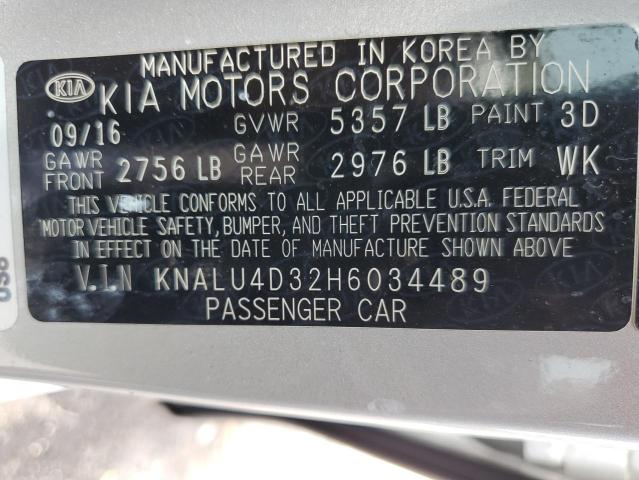 MANUFACTURED IN KOREA BY
KIA KIA MOTORS CORPORATION
09/16 GVWR 5357 LB PAINT 3D
GAWR FRONT 2756 LB GAWR REAR 2976 LB TRIM WK
THIS VEHICLE CONFORMS TO ALL APPLICABLE U.S.A. FEDERAL
MOTOR VEHICLE SAFETY, BUMPER, AND THEFT PREVENTION STANDARDS
IN EFFECT ON THE DATE OF MANUFACTURE SHOWN ABOVE
V.I.N KNALU4D32H6034489
PASSENGER CAR